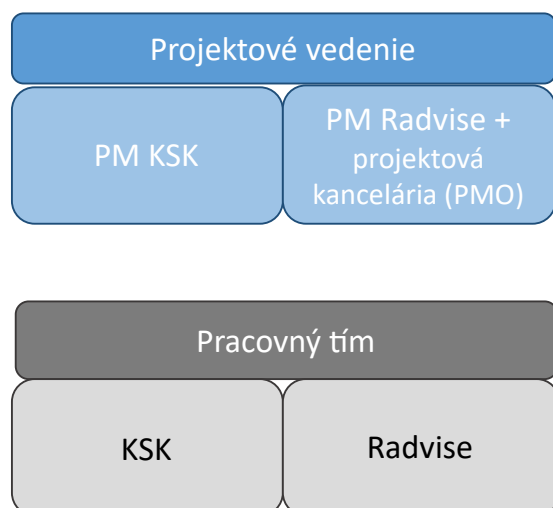 Projektové vedenie
PM KSK
PM Radvise +
projektová
kancelária (PMO)
Pracovný tím
KSK
Radvise